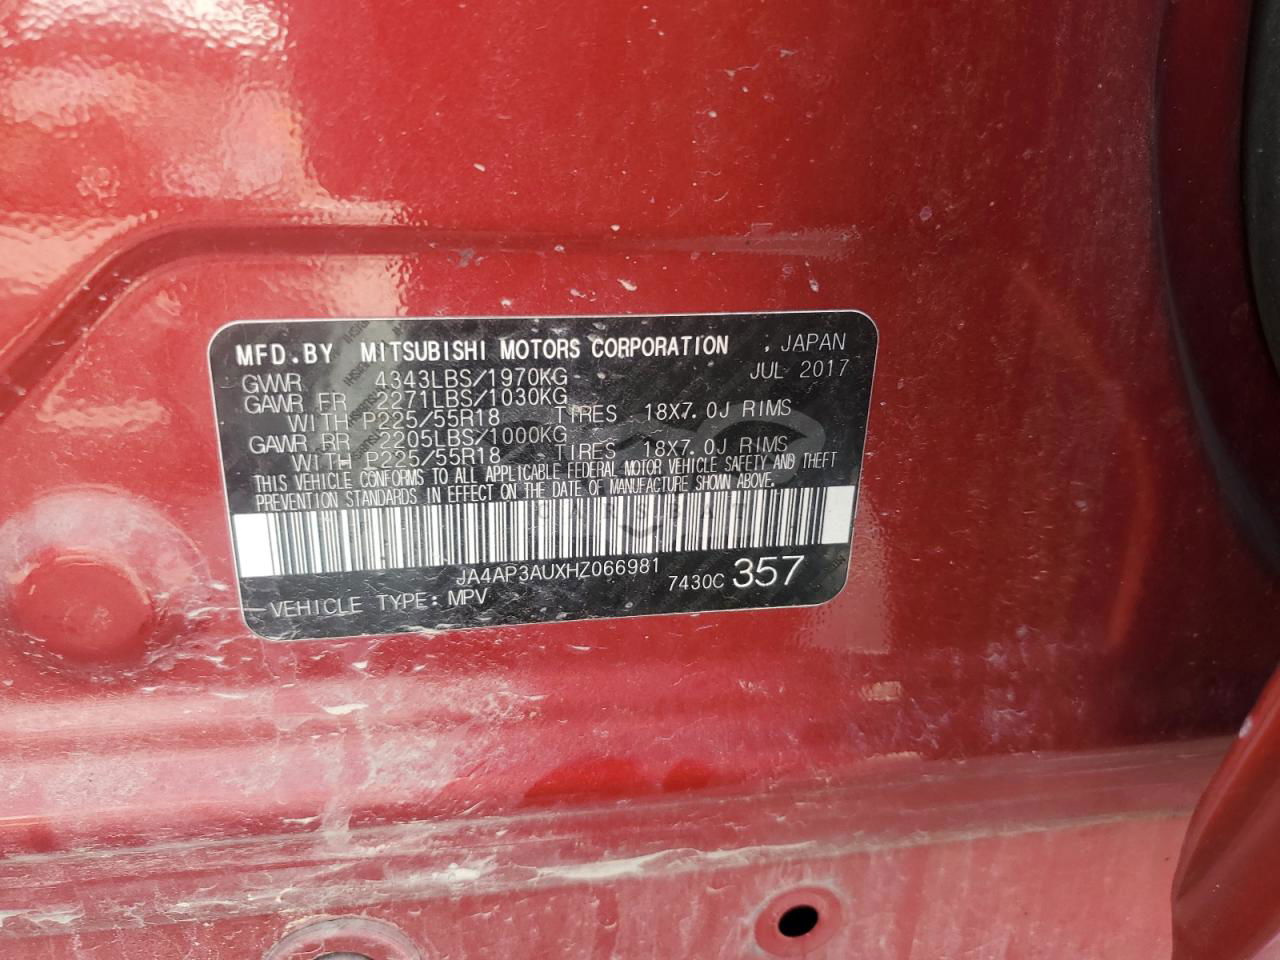 MFD.BY MITSUBISHI MOTORS CORPORATION , JAPAN
GVWR 4343LBS/1970KG JUL 2017
GAWR FR 2271LBS/1030KG
WITH P225/55R18 TIRES 18X7.0J RIMS
GAWR RR 2205LBS/1000KG
WITH P225/55R18 TIRES 18X7.0J RIMS
THIS VEHICLE CONFORMS TO ALL APPLICABLE FEDERAL MOTOR VEHICLE SAFETY AND THEFT
PREVENTION STANDARDS IN EFFECT ON THE DATE OF MANUFACTURE SHOWN ABOVE.
JA4AP3AUXHZ066981 7430C 357
VEHICLE TYPE: MPV